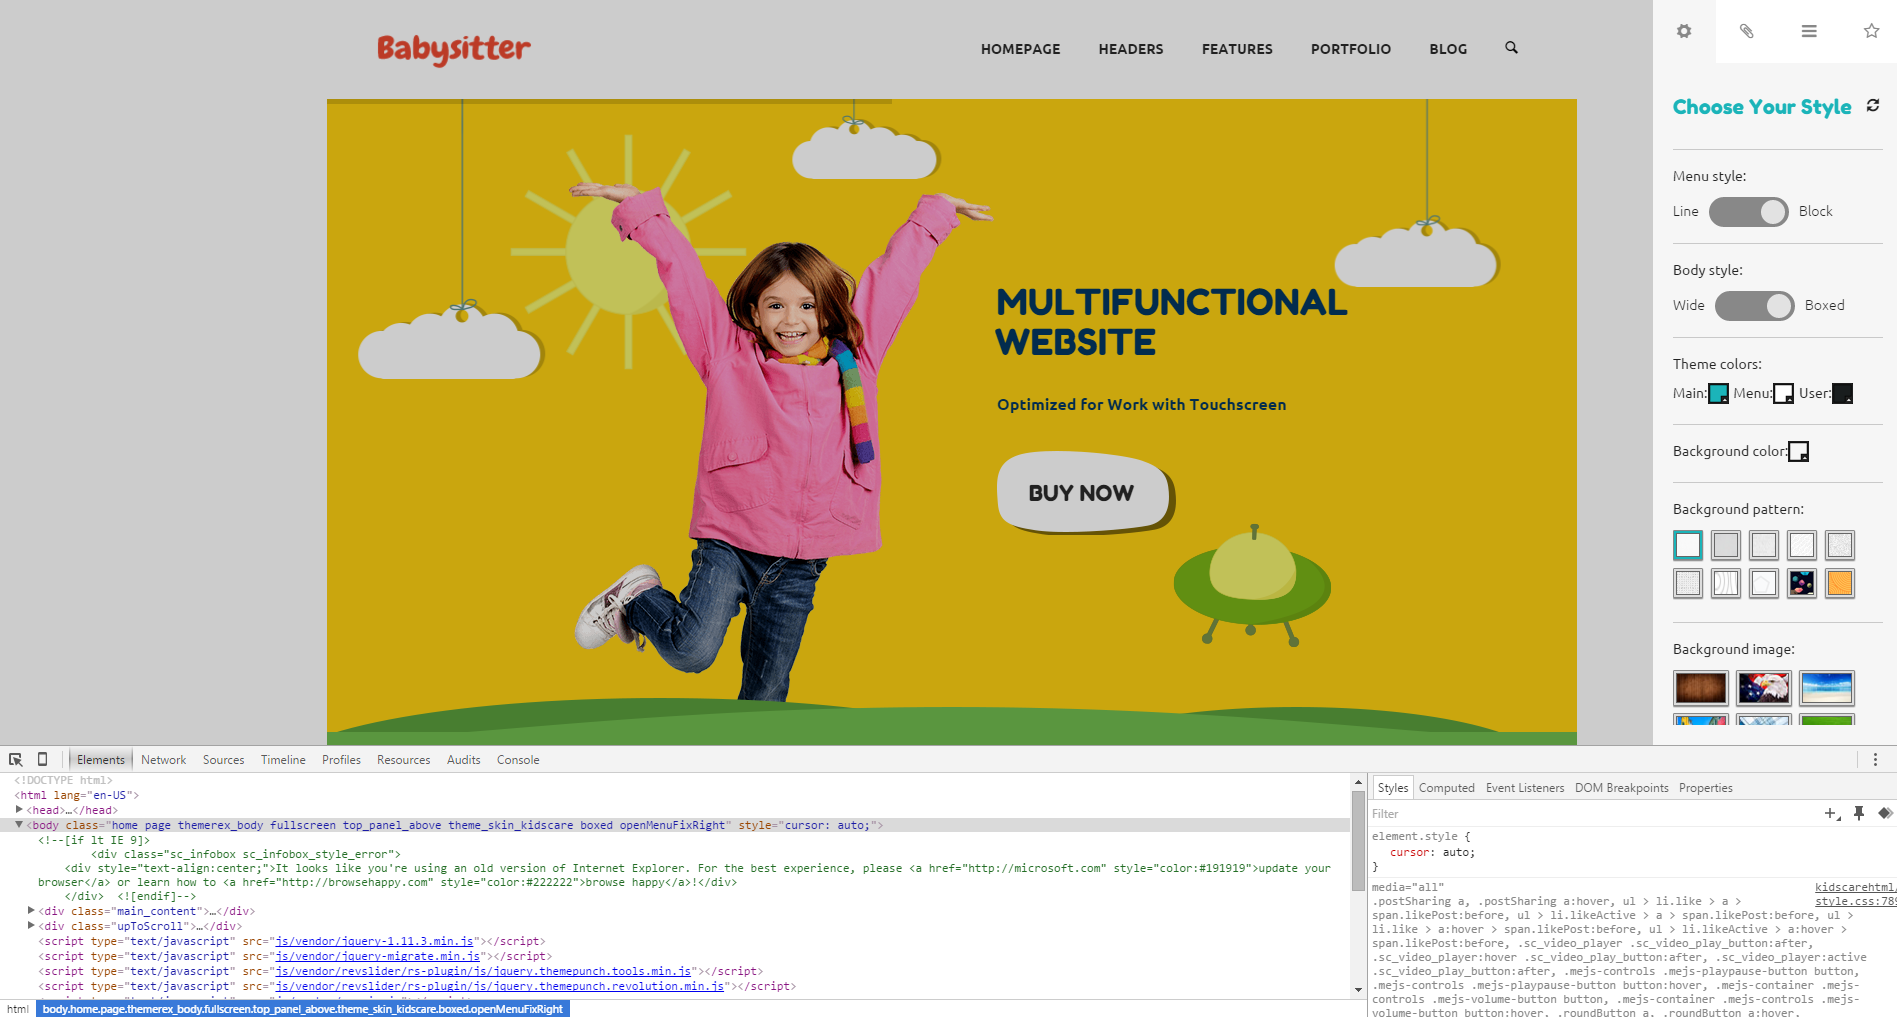 Babysitter
HOMEPAGE HEADERS FEATURES PORTFOLIO BLOG
MULTIFUNCTIONAL
WEBSITE
Optimized for Work with Touchscreen
BUY NOW
Choose Your Style
Menu style:
Line Block
Body style:
Wide Boxed
Theme colors:
Main: Menu: User:
Background color:
Background pattern:
Background image:
Elements Network Sources Timeline Profiles Resources Audits Console
<!DOCTYPE html>
<html lang="en-US">
<head>…</head>
<body class="home page themerex_body fullscreen top_panel_above theme_skin_kidscare boxed openMenuFixRight" style="cursor: auto;">
<!--[if lt IE 9]>
<div class="sc_infobox sc_infobox_style_error">
<div style="text-align:center;">It looks like you're using an old version of Internet Explorer. For the best experience, please <a href="http://microsoft.com" style="color:#191919">update your
browser</a> or learn how to <a href="http://browsehappy.com" style="color:#222222">browse happy</a>!</div>
</div>  <![endif]-->
<div class="main_content">…</div>
<div class="upToScroll">…</div>
<script type="text/javascript" src="js/vendor/jquery-1.11.3.min.js"></script>
<script type="text/javascript" src="js/vendor/jquery-migrate.min.js"></script>
<script type="text/javascript" src="js/vendor/revslider/rs-plugin/js/jquery.themepunch.tools.min.js"></script>
<script type="text/javascript" src="js/vendor/revslider/rs-plugin/js/jquery.themepunch.revolution.min.js"></script>
html body.home.page.themerex_body.fullscreen.top_panel_above.theme_skin_kidscare.boxed.openMenuFixRight
Styles Computed Event Listeners DOM Breakpoints Properties
Filter
element.style {
cursor: auto;
}
media="all" kidscarehtml/
.postSharing a, .postSharing a:hover, ul > li.like > a > style.css:789
span.likePost:before, ul > li.likeActive > a > span.likePost:before, ul >
li.like > a:hover > span.likePost:before, ul > li.likeActive > a:hover >
span.likePost:before, .sc_video_player .sc_video_play_button:after,
.sc_video_player:hover .sc_video_play_button:after, .sc_video_player:active
.sc_video_play_button:after, .mejs-controls .mejs-playpause-button button,
.mejs-controls .mejs-playpause-button button:hover, .mejs-container .mejs-
controls .mejs-volume-button button, .mejs-container .mejs-controls .mejs-
volume-button button:hover, .roundButton a, .roundButton a:hover,